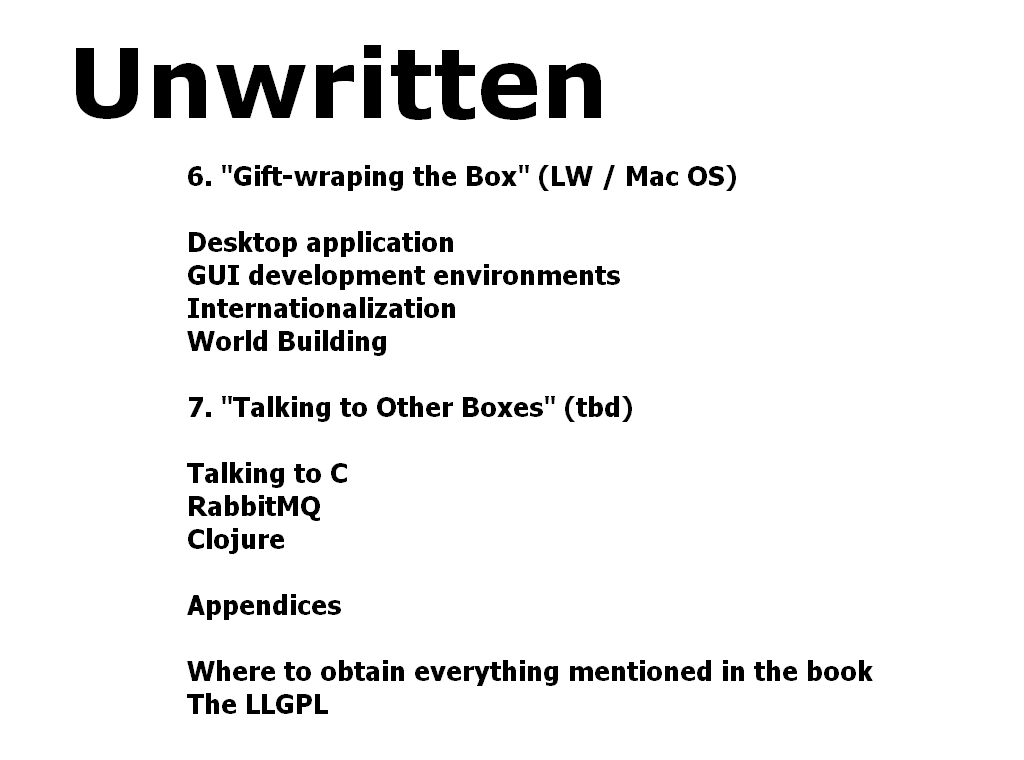 Unwritten
6. "Gift-wraping the Box" (LW / Mac OS)
Desktop application
GUI development environments
Internationalization
World Building
7. "Talking to Other Boxes" (tbd)
Talking to C
RabbitMQ
Clojure
Appendices
Where to obtain everything mentioned in the book
The LLGPL